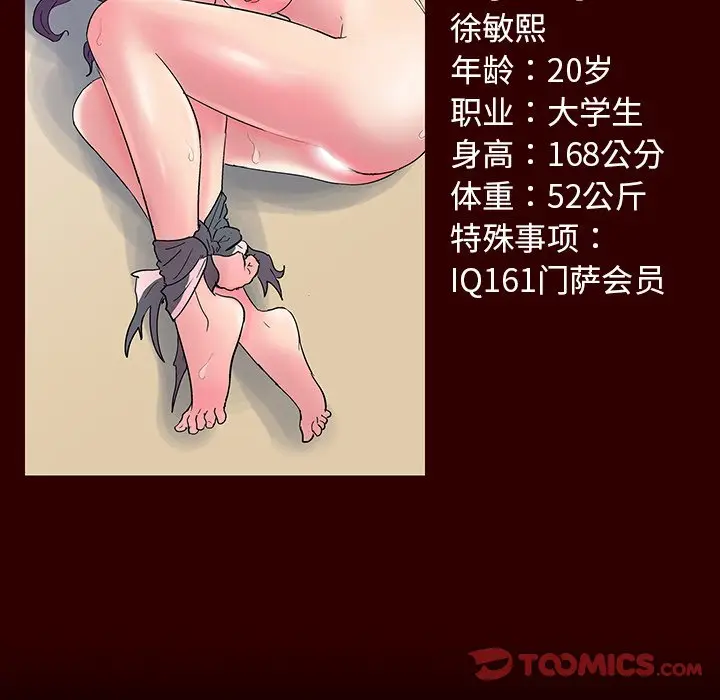 徐敏熙
年龄：20岁
职业：大学生
身高：168公分
体重：52公斤
特殊事项：
IQ161门萨会员
TOOMICS.COM